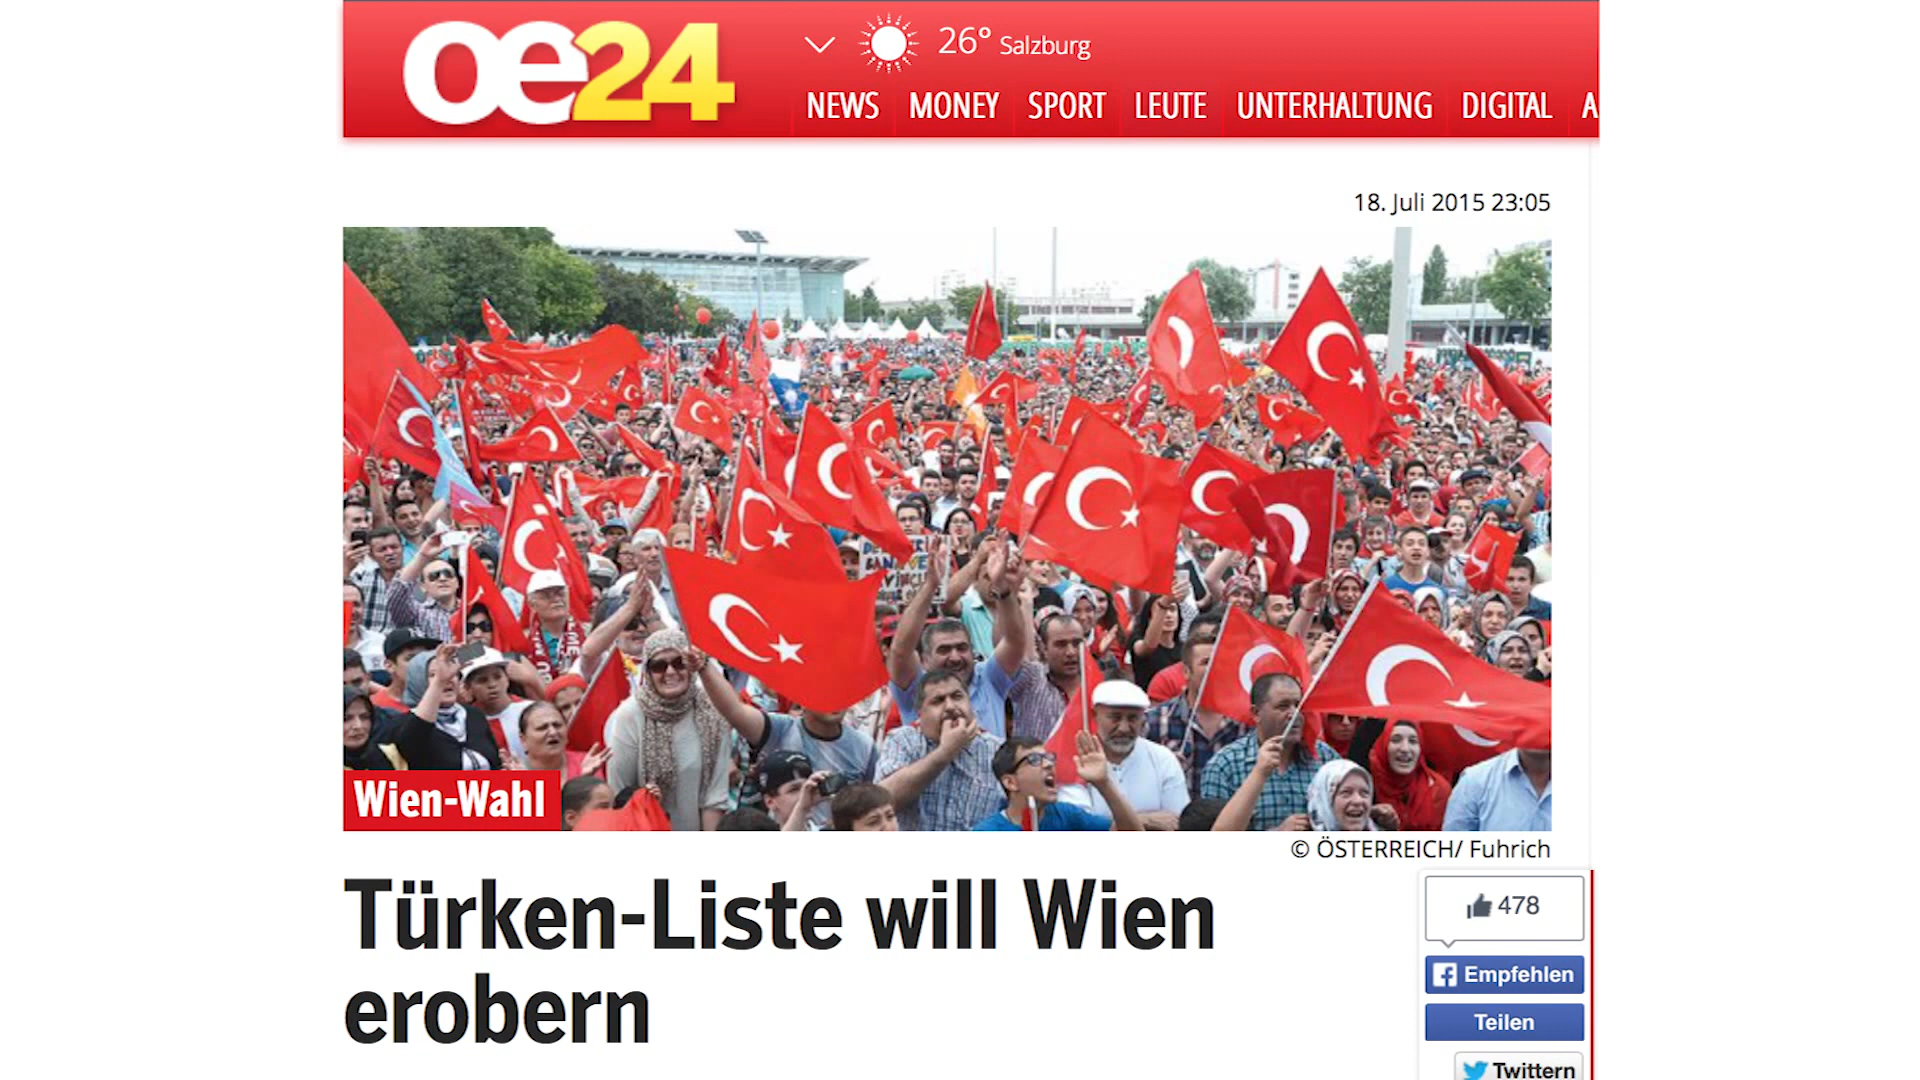 oe24
26° Salzburg
NEWS MONEY SPORT LEUTE UNTERHALTUNG DIGITAL A
18. Juli 2015 23:05
Wien-Wahl
© ÖSTERREICH/ Fuhrich
Türken-Liste will Wien
erobern
478
Empfehlen
Teilen
Twittern